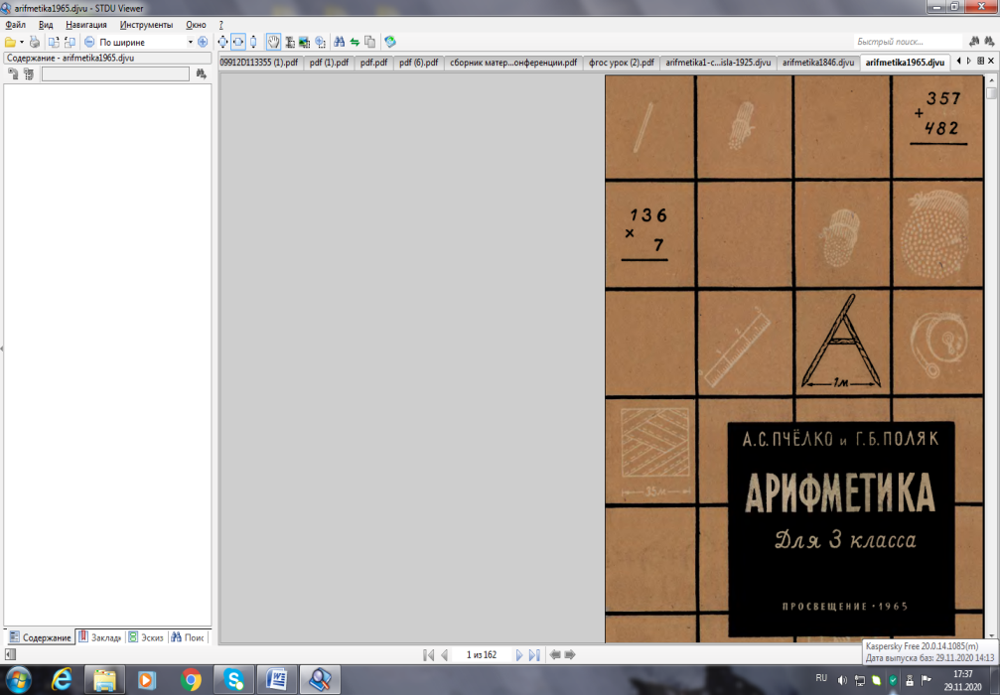 arifmetika1965.djvu - STDU Viewer
Файл Вид Навигация Инструменты Окно ?
По ширине
Быстрый поиск...
Содержание - arifmetika1965.djvu
09912D113355 (1).pdf pdf (1).pdf pdf.pdf pdf (6).pdf сборник матер...онференции.pdf фгос урок (2).pdf arifmetika1-c...isla-1925.djvu arifmetika1846.djvu arifmetika1965.djvu
357
+
482
136
×
7
1м
35м
А.С.ПЧЁЛКО и Г.Б.ПОЛЯК
АРИФМЕТИКА
Для 3 класса
ПРОСВЕЩЕНИЕ · 1965
Содержание Заклад Эскиз Поис
1 из 162
Kaspersky Free 20.0.14.1085(m)
Дата выпуска баз: 29.11.2020 14:13
RU
17:37
29.11.2020